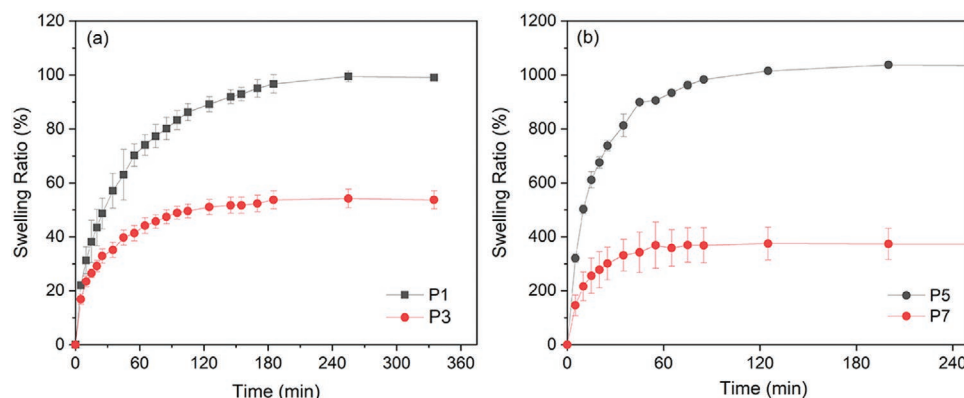 (a)
Swelling Ratio (%)
120
100
80
60
40
20
0
P1
P3
0 60 120 180 240 300 360
Time (min)
(b)
Swelling Ratio (%)
1200
1000
800
600
400
200
0
P5
P7
0 60 120 180 240
Time (min)